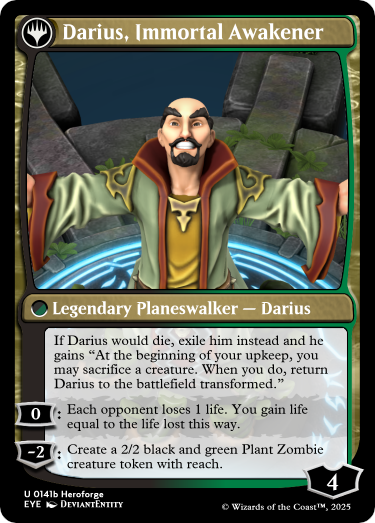 Darius, Immortal Awakener
Legendary Planeswalker — Darius
If Darius would die, exile him instead and he
gains “At the beginning of your upkeep, you
may sacrifice a creature. When you do, return
Darius to the battlefield transformed.”
0: Each opponent loses 1 life. You gain life
equal to the life lost this way.
-2: Create a 2/2 black and green Plant Zombie
creature token with reach.
4
U 0141b Heroforge
EYE DeviantEntity
© Wizards of the Coast™, 2025